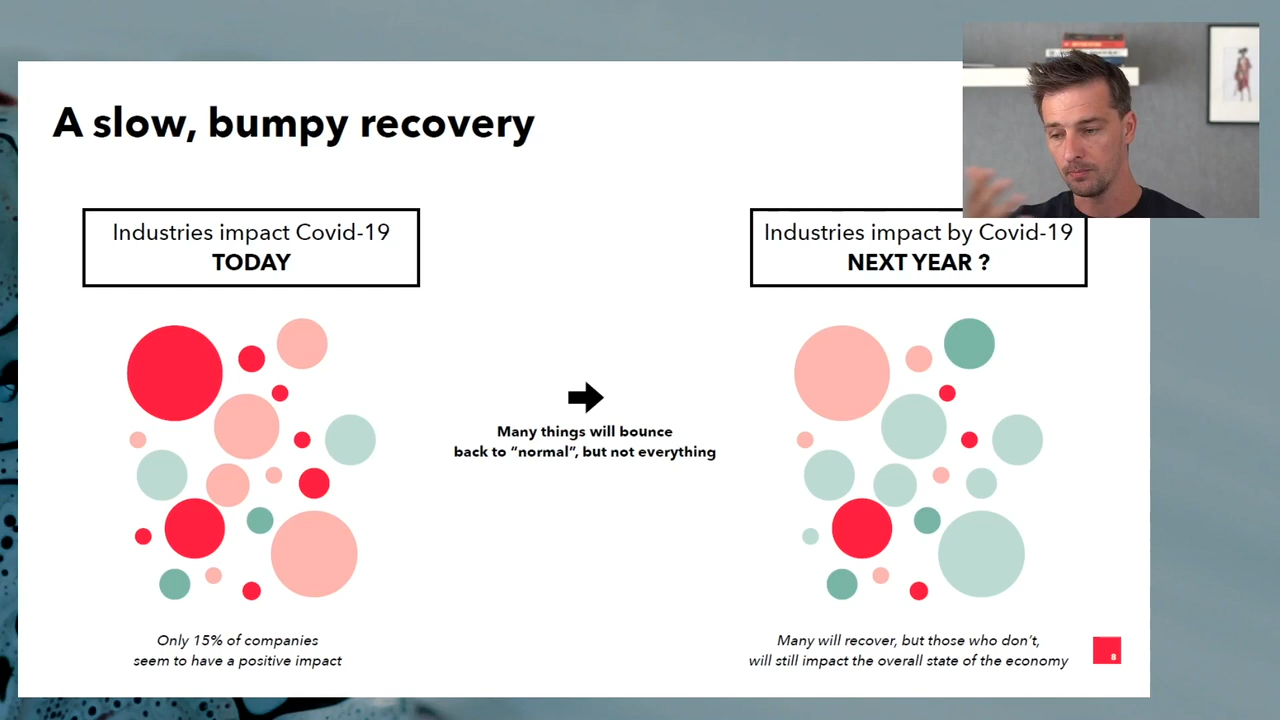 A slow, bumpy recovery
Industries impact Covid-19
TODAY
Industries impact by Covid-19
NEXT YEAR ?
Many things will bounce
back to “normal”, but not everything
Only 15% of companies
seem to have a positive impact
Many will recover, but those who don’t,
will still impact the overall state of the economy
8